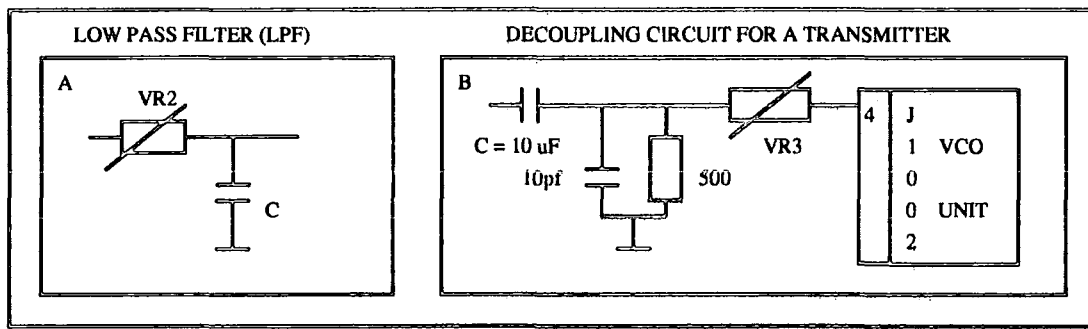 LOW PASS FILTER (LPF)
DECOUPLING CIRCUIT FOR A TRANSMITTER
A
VR2
C
B
C = 10 uF
10pf
500
VR3
4
J
1 VCO
0
0 UNIT
2